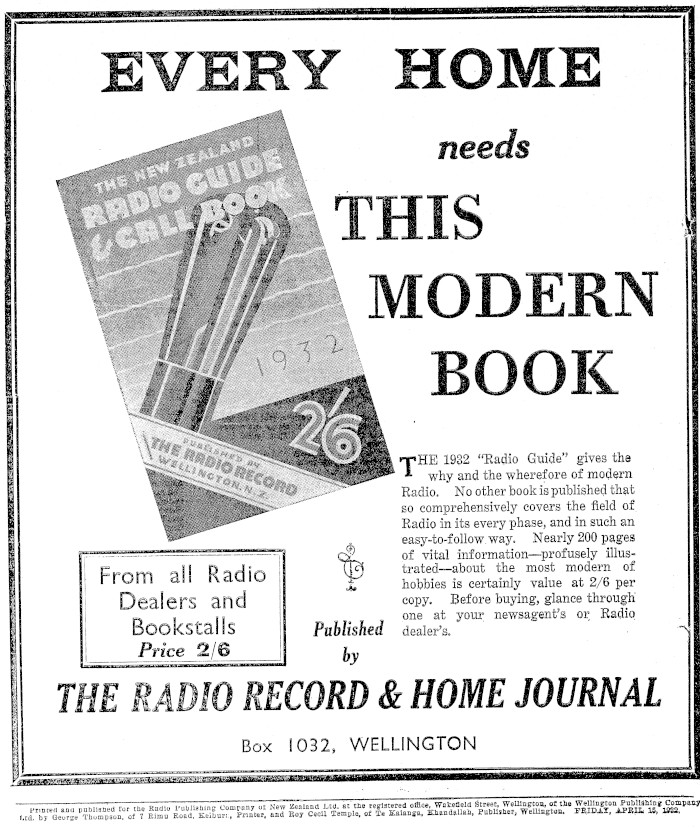 EVERY HOME
needs
THIS
MODERN
BOOK
THE NEW ZEALAND
RADIO GUIDE
& CALL BOOK
1932
2/6
PUBLISHED BY
THE RADIO RECORD
WELLINGTON, N.Z.
THE 1932 "Radio Guide" gives the
why and the wherefore of modern
Radio. No other book is published that
so comprehensively covers the field of
Radio in its every phase, and in such an
easy-to-follow way. Nearly 200 pages
of vital information—profusely illus-
trated—about the most modern of
hobbies is certainly value at 2/6 per
copy. Before buying, glance through
one at your newsagent's or Radio
dealer's.
From all Radio
Dealers and
Bookstalls
Price 2/6
Published
by
THE RADIO RECORD & HOME JOURNAL
Box 1032, WELLINGTON
Printed and published for the Radio Publishing Company of New Zealand Ltd. at the registered office, Wakefield Street, Wellington, of the Wellington Publishing Company
Ltd. by George Thompson, of 7 Rimu Road, Kelburn, Printer, and Roy Cecil Temple, of Te Kainga, Khandallah, Publisher, Wellington. FRIDAY, APRIL 15, 1932.